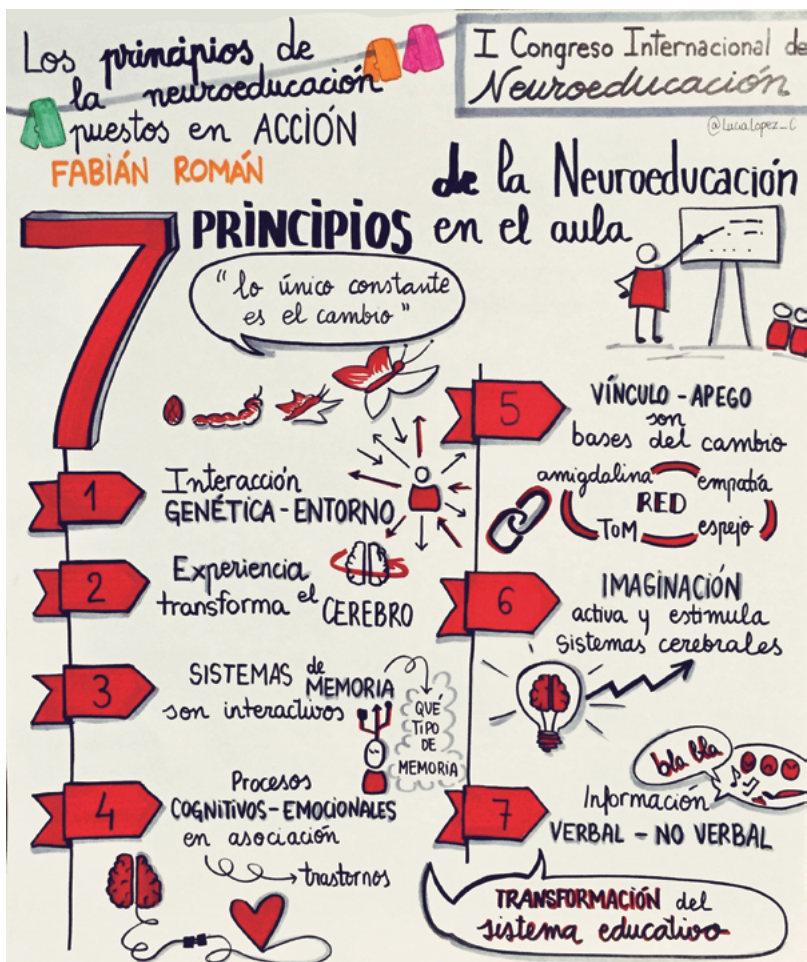 Los principios de
la neuroeducación
puestos en ACCIÓN
FABIÁN ROMÁN
I Congreso Internacional de
Neuroeducación
@LuciaLopez_C
7 PRINCIPIOS de la Neuroeducación
en el aula
"lo único constante
es el cambio"
1
Interacción
GENÉTICA - ENTORNO
2
Experiencia
transforma el
CEREBRO
3
SISTEMAS de
MEMORIA
son interactivos
QUÉ
TIPO
DE
MEMORIA
4
Procesos
COGNITIVOS - EMOCIONALES
en asociación
trastornos
5
VÍNCULO - APEGO
son
bases del cambio
amigdalina
empatía
RED
ToM
espejo
6
IMAGINACIÓN
activa y estimula
sistemas cerebrales
7
bla bla
Información
VERBAL - NO VERBAL
TRANSFORMACIÓN del
sistema educativo